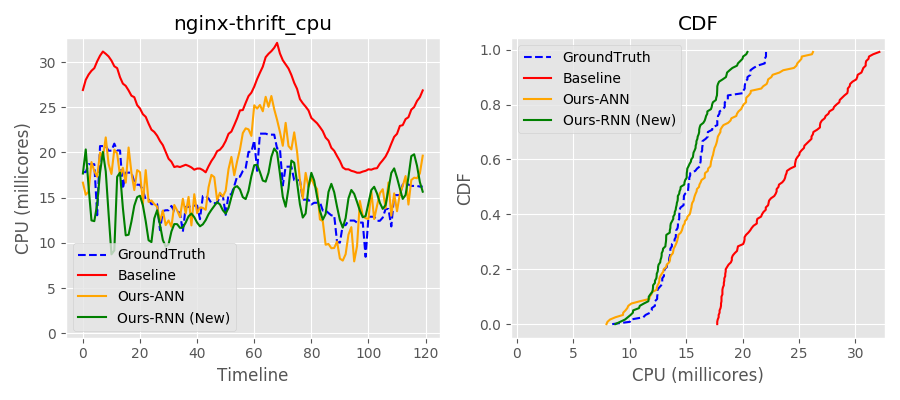 nginx-thrift_cpu
CPU (millicores)
30
25
20
15
10
5
0
GroundTruth
Baseline
Ours-ANN
Ours-RNN (New)
0 20 40 60 80 100 120
Timeline
CDF
CDF
1.0
0.8
0.6
0.4
0.2
0.0
GroundTruth
Baseline
Ours-ANN
Ours-RNN (New)
0 5 10 15 20 25 30
CPU (millicores)